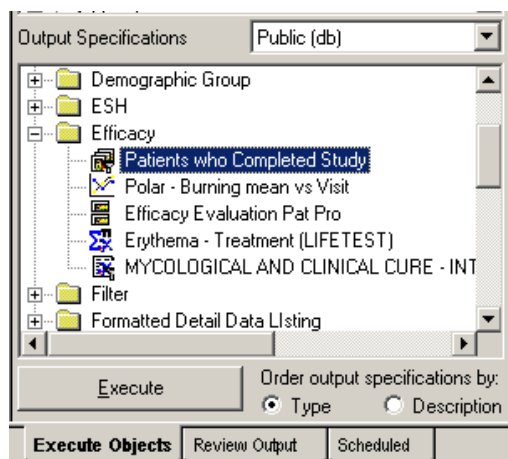 Output Specifications
Public (db)
Demographic Group
ESH
Efficacy
Patients who Completed Study
Polar - Burning mean vs Visit
Efficacy Evaluation Pat Pro
Erythema - Treatment (LIFETEST)
MYCOLOGICAL AND CLINICAL CURE - INT
Filter
Formatted Detail Data LIsting
Execute
Order output specifications by:
Type
Description
Execute Objects
Review Output
Scheduled